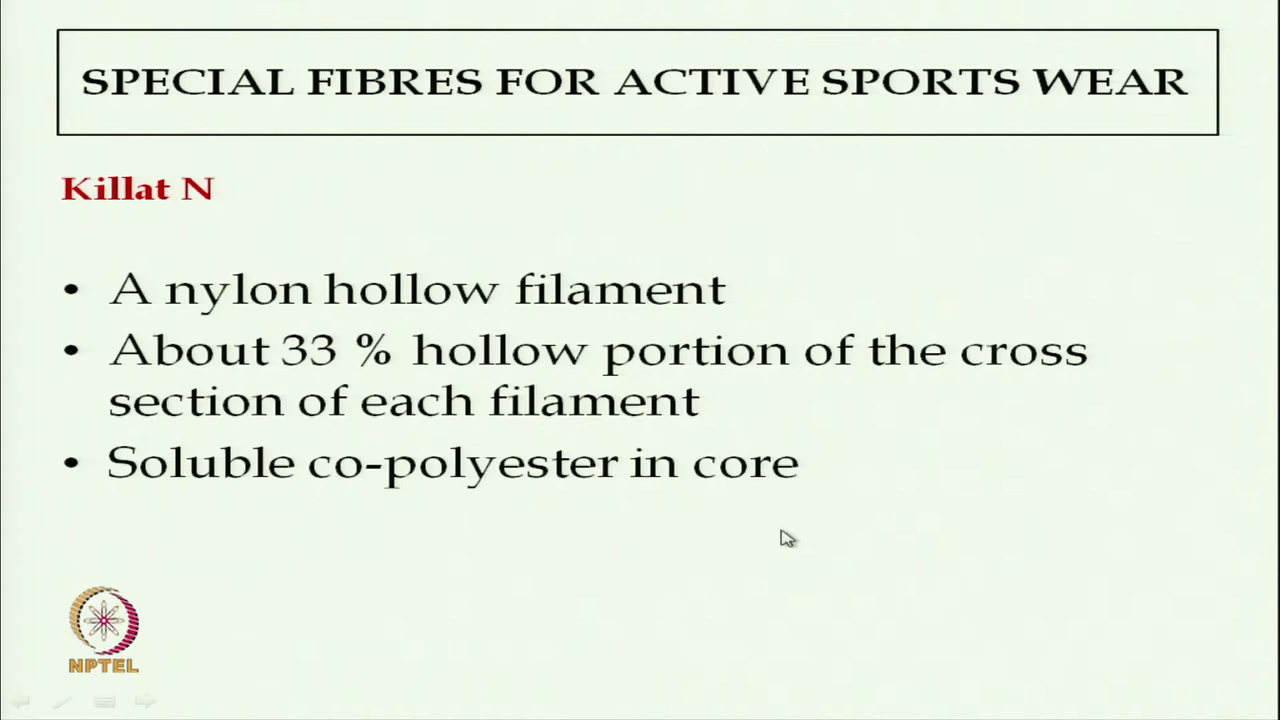 SPECIAL FIBRES FOR ACTIVE SPORTS WEAR
Killat N
• A nylon hollow filament
• About 33 % hollow portion of the cross
section of each filament
• Soluble co-polyester in core
NPTEL